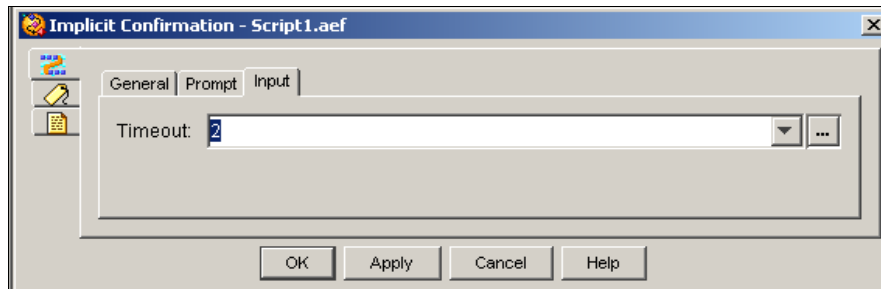 Implicit Confirmation - Script1.aef
General Prompt Input
Timeout: 2 ...
OK Apply Cancel Help